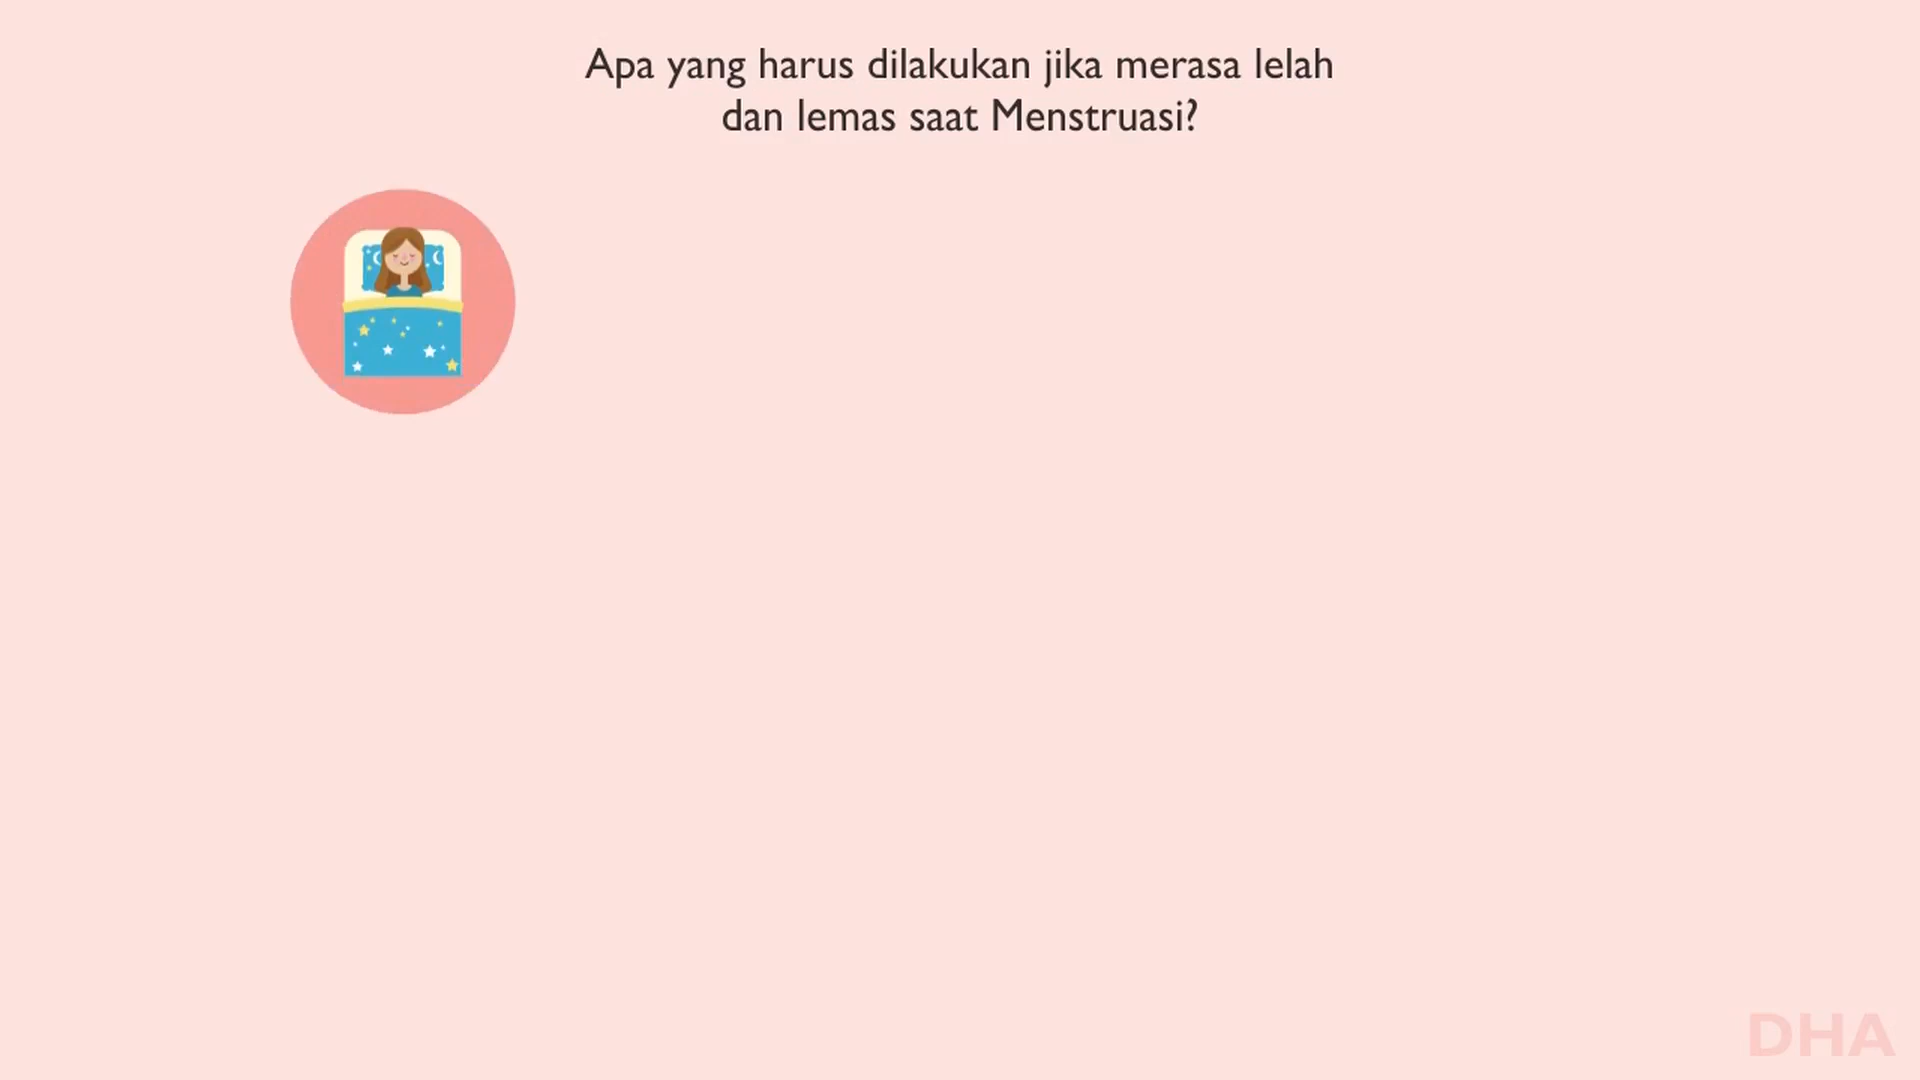 Apa yang harus dilakukan jika merasa lelah
dan lemas saat Menstruasi?
DHA